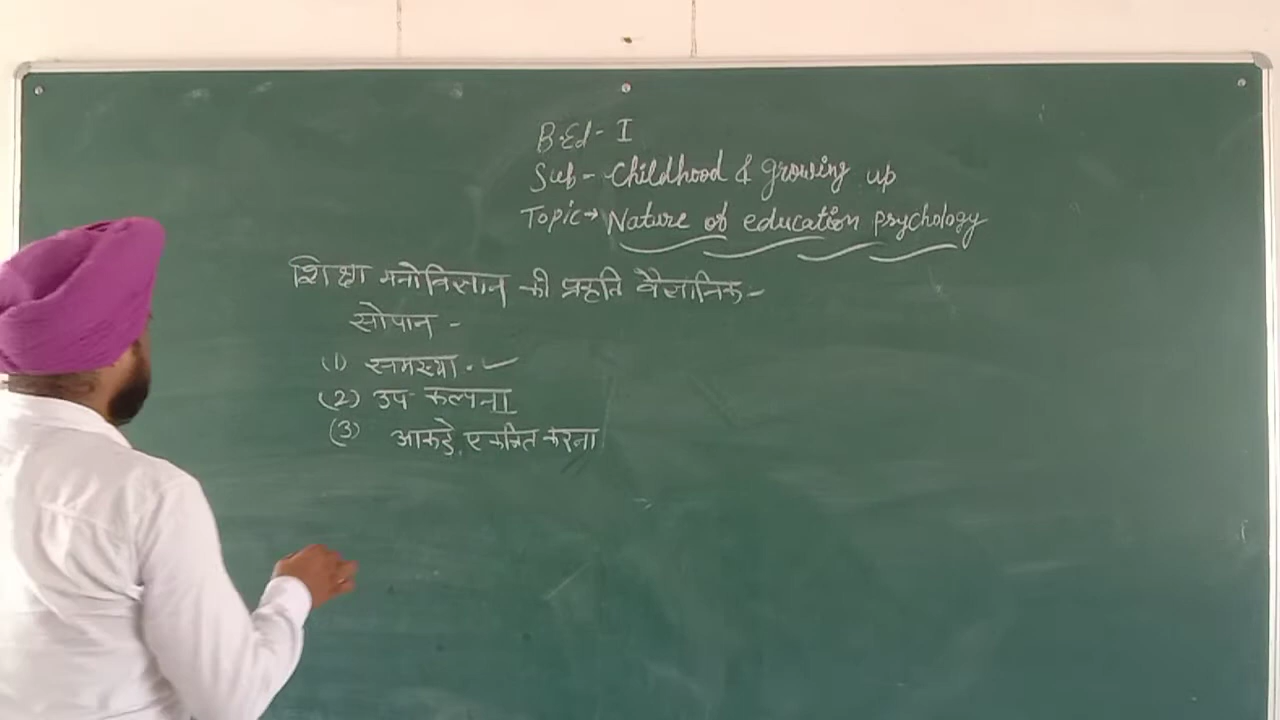 B.Ed - I
Sub - Childhood & Growing up
Topic → Nature of education psychology
शिक्षा मनोविज्ञान की प्रकृति वैज्ञानिक -
सोपान -
(1) समस्या -
(2) उप कल्पना
(3) आकड़े, एकत्रित करना